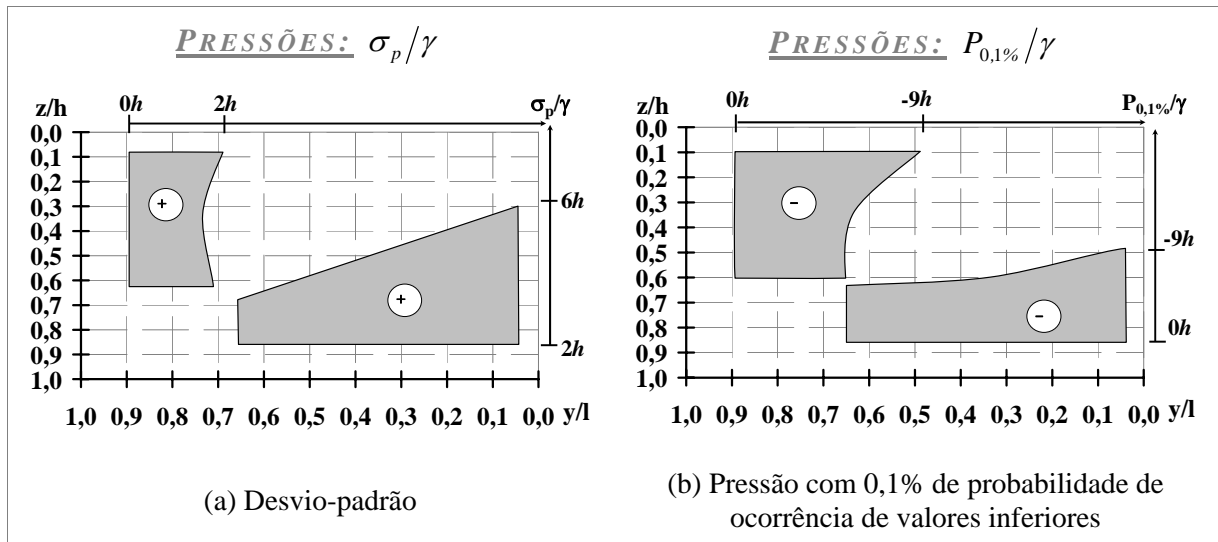 PRESSÕES: σp/γ
z/h 0h 2h σp/γ
0,0
0,1
0,2
0,3
0,4
0,5
0,6
0,7
0,8
0,9
1,0
+
+
6h
2h
1,0 0,9 0,8 0,7 0,6 0,5 0,4 0,3 0,2 0,1 0,0 y/l
(a) Desvio-padrão
PRESSÕES: P0,1%/γ
z/h 0h -9h P0,1%/γ
0,0
0,1
0,2
0,3
0,4
0,5
0,6
0,7
0,8
0,9
1,0
-
-
-9h
0h
1,0 0,9 0,8 0,7 0,6 0,5 0,4 0,3 0,2 0,1 0,0 y/l
(b) Pressão com 0,1% de probabilidade de
ocorrência de valores inferiores